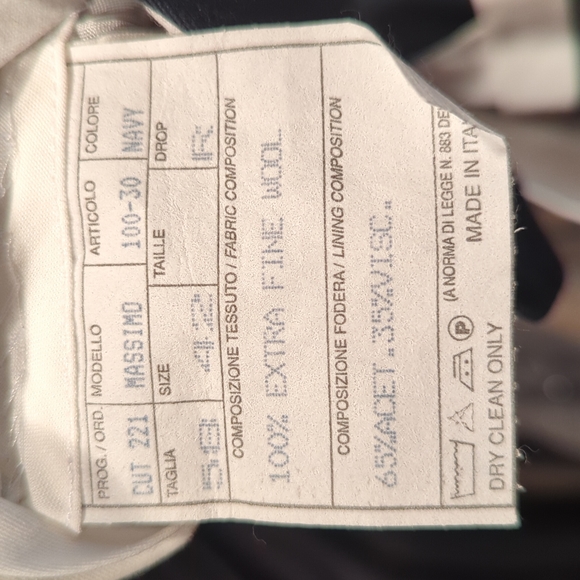 PROG. / ORD. MODELLO ARTICOLO COLORE
CUT 221 MASSIMO 100-30 NAVY
TAGLIA SIZE TAILLE DROP
42 R
COMPOSIZIONE TESSUTO / FABRIC COMPOSITION
100% EXTRA FINE WOOL
COMPOSIZIONE FODERA / LINING COMPOSITION
65%ACET.35%VISC.
(A NORMA DI LEGGE N. 883 DE
P MADE IN ITA
DRY CLEAN ONLY